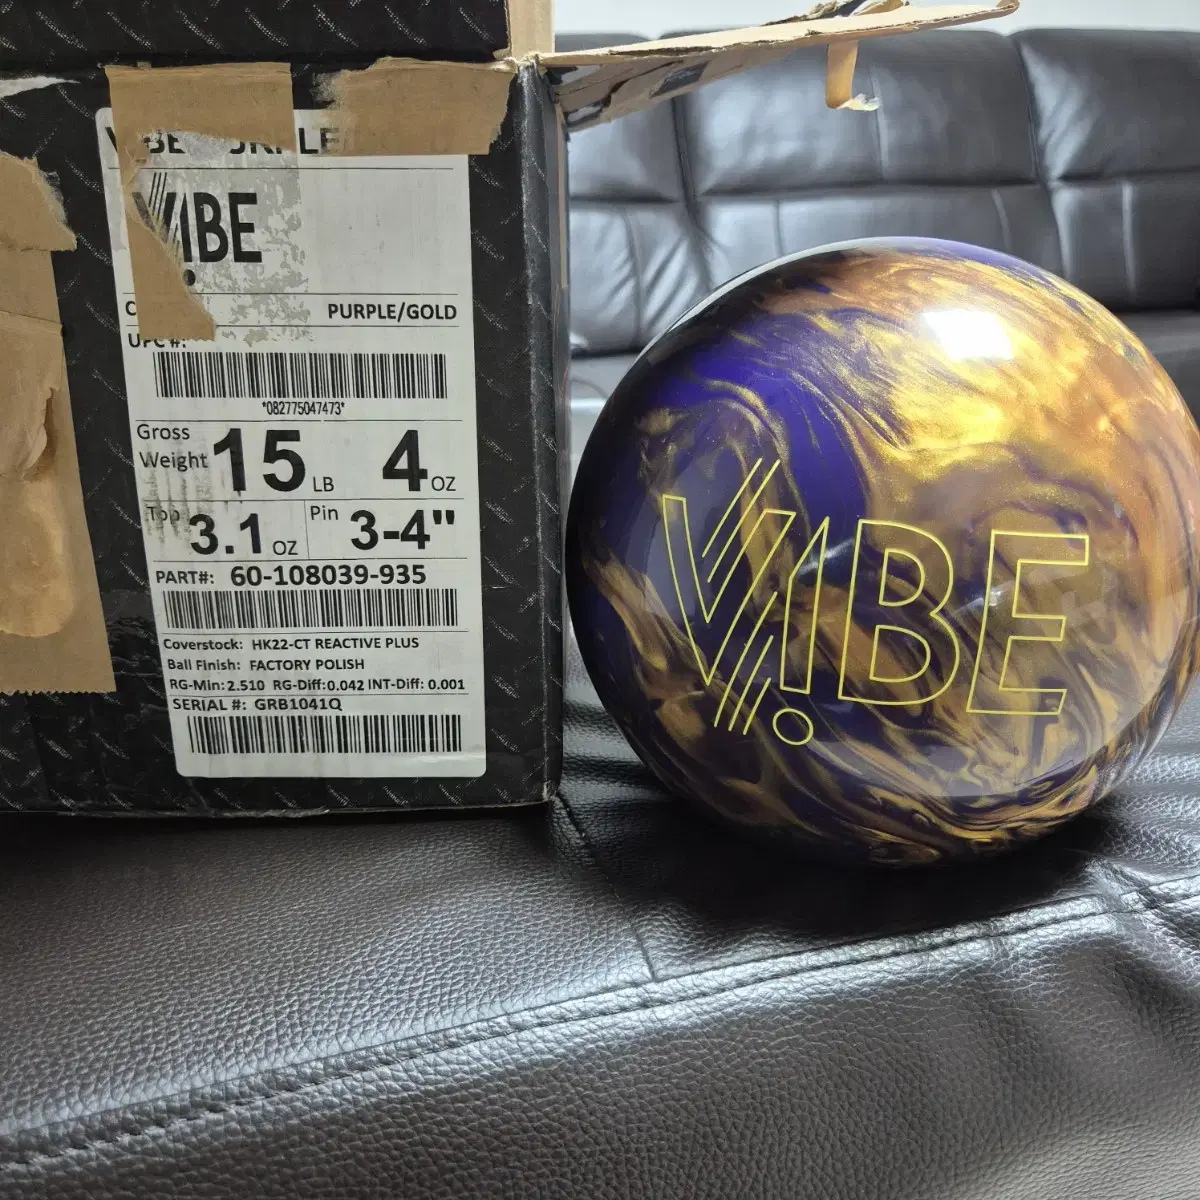 VIBE
PURPLE/GOLD
UPC #:
*082775047473*
Gross
Weight 15 LB 4 OZ
Top 3.1 OZ Pin 3-4"
PART#: 60-108039-935
Coverstock: HK22-CT REACTIVE PLUS
Ball Finish: FACTORY POLISH
RG-Min: 2.510 RG-Diff: 0.042 INT-Diff: 0.001
SERIAL #: GRB1041Q
VIBE